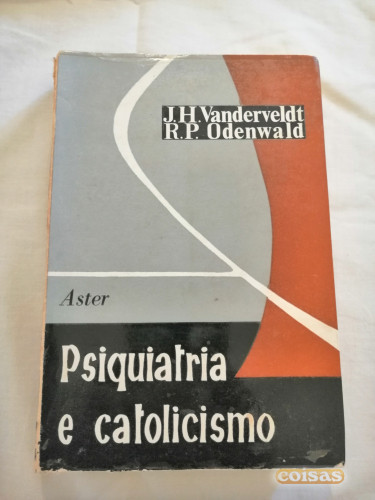 J.H.Vanderveldt
R.P. Odenwald
Aster
Psiquiatria
e catolicismo
coisas